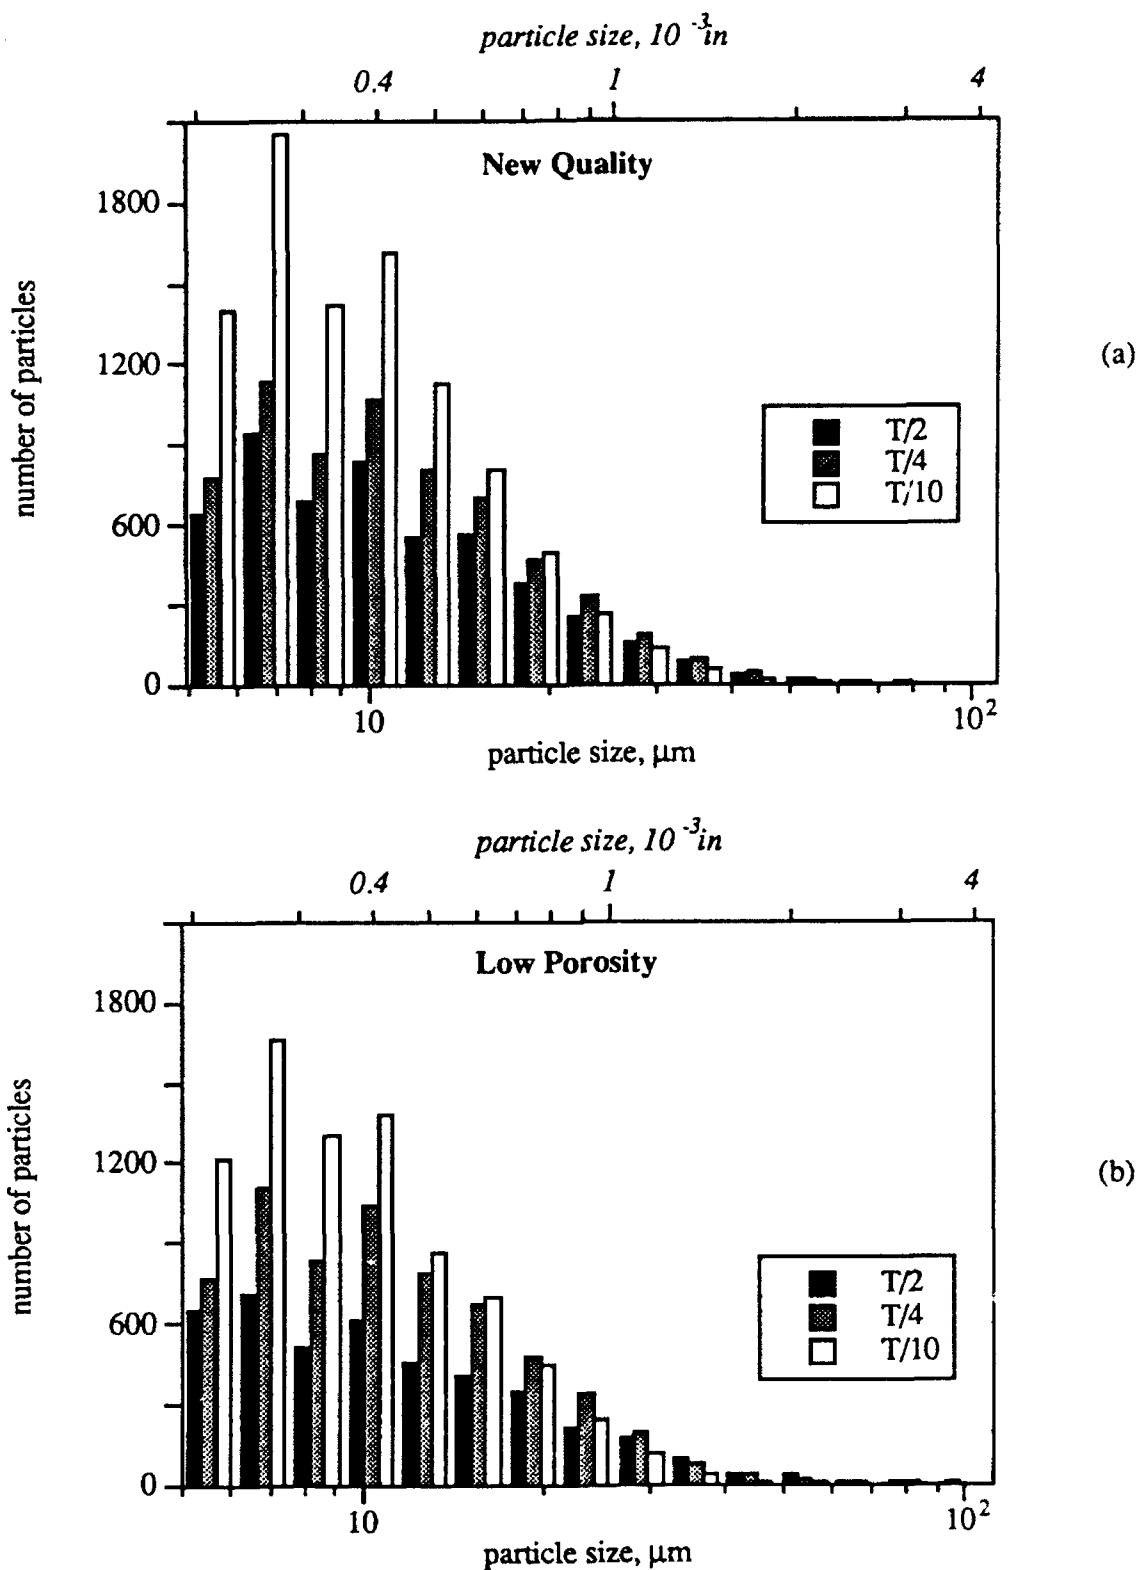 particle size, 10⁻³in
0.4 1 4
New Quality
1800
1200
600
0
number of particles
T/2
T/4
T/10
10 10²
particle size, μm
(a)
particle size, 10⁻³in
0.4 1 4
Low Porosity
1800
1200
600
0
number of particles
T/2
T/4
T/10
10 10²
particle size, μm
(b)